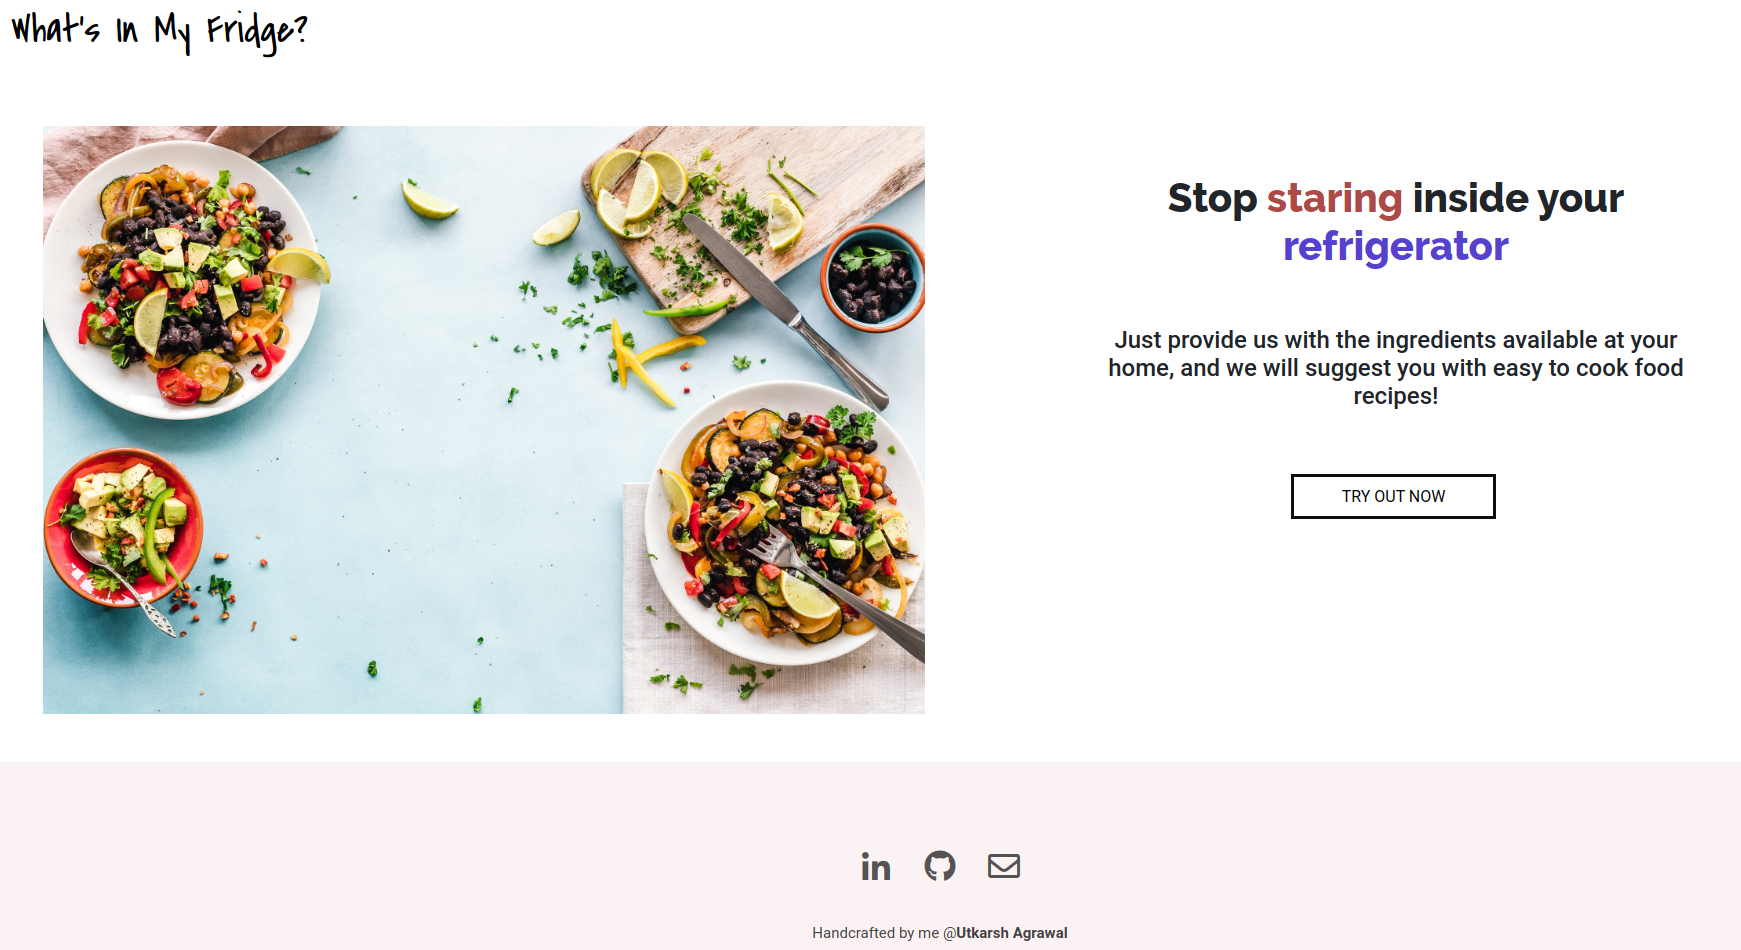 What's In My Fridge?
Stop staring inside your
refrigerator
Just provide us with the ingredients available at your
home, and we will suggest you with easy to cook food
recipes!
TRY OUT NOW
in
Handcrafted by me @Utkarsh Agrawal